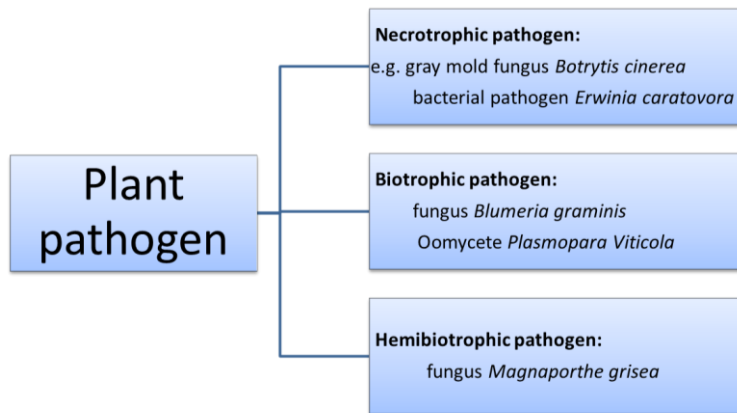 Plant
pathogen
Necrotrophic pathogen:
e.g. gray mold fungus Botrytis cinerea
bacterial pathogen Erwinia caratovora
Biotrophic pathogen:
fungus Blumeria graminis
Oomycete Plasmopara Viticola
Hemibiotrophic pathogen:
fungus Magnaporthe grisea